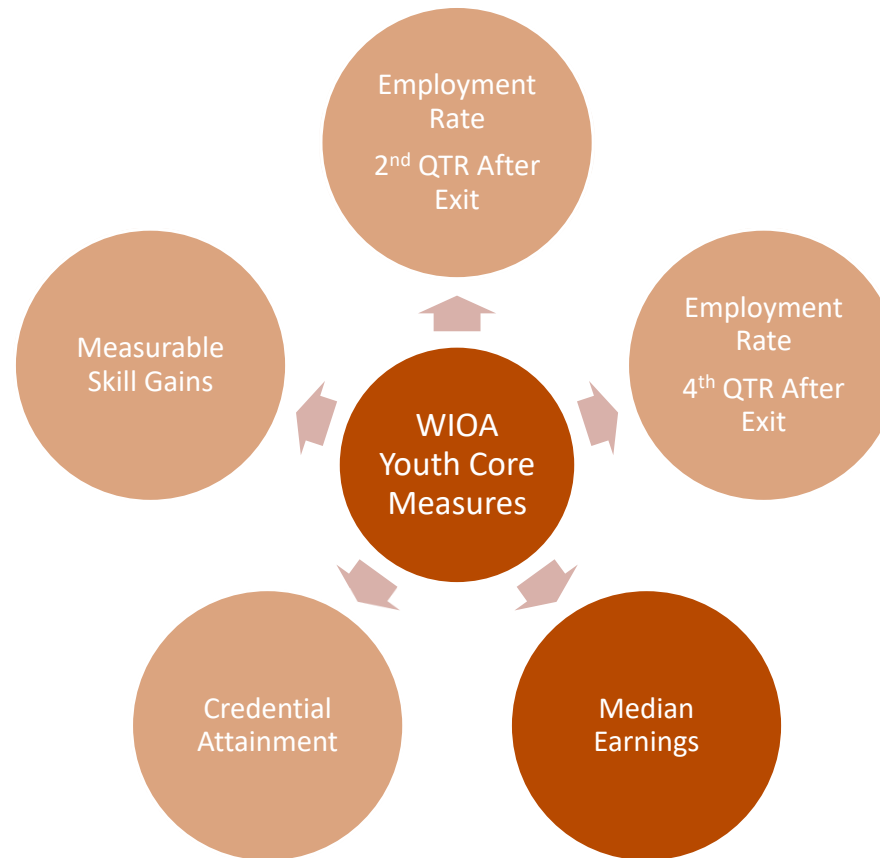 Employment
Rate
2nd QTR After
Exit
Employment
Rate
4th QTR After
Exit
Measurable
Skill Gains
WIOA
Youth Core
Measures
Credential
Attainment
Median
Earnings